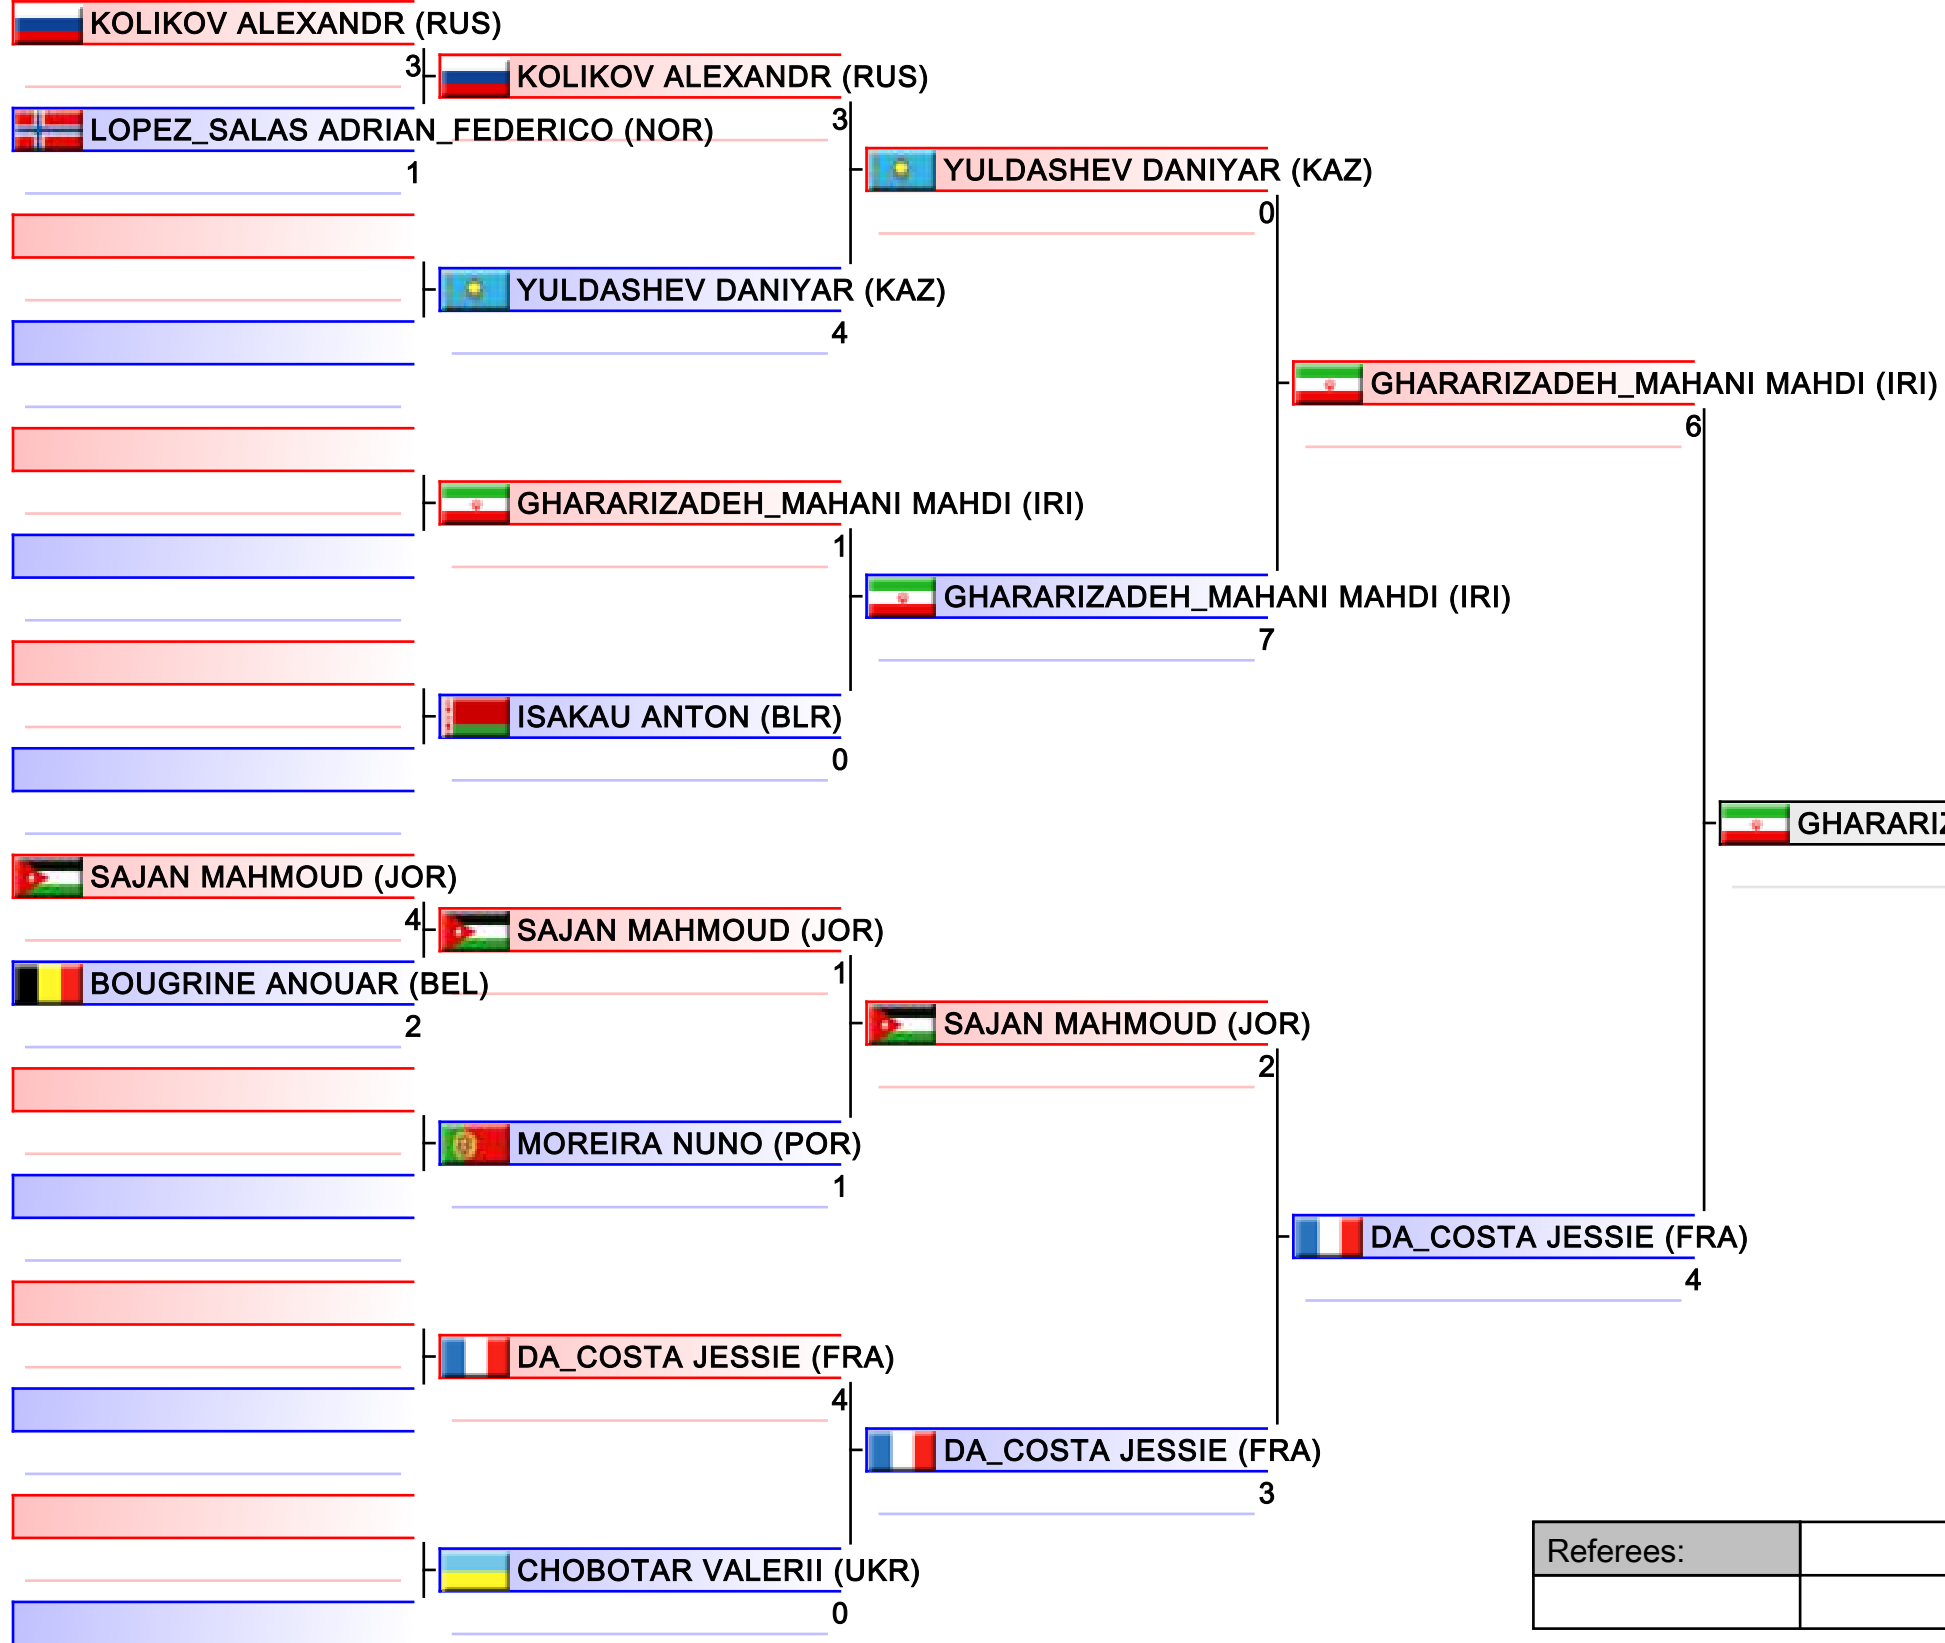 KOLIKOV ALEXANDR (RUS)
3
KOLIKOV ALEXANDR (RUS)
3
LOPEZ_SALAS ADRIAN_FEDERICO (NOR)
1
YULDASHEV DANIYAR (KAZ)
0
YULDASHEV DANIYAR (KAZ)
4
GHARARIZADEH_MAHANI MAHDI (IRI)
6
GHARARIZADEH_MAHANI MAHDI (IRI)
1
GHARARIZADEH_MAHANI MAHDI (IRI)
7
ISAKAU ANTON (BLR)
0
GHARARIZ
SAJAN MAHMOUD (JOR)
4
SAJAN MAHMOUD (JOR)
1
BOUGRINE ANOUAR (BEL)
2
SAJAN MAHMOUD (JOR)
2
MOREIRA NUNO (POR)
1
DA_COSTA JESSIE (FRA)
4
DA_COSTA JESSIE (FRA)
4
DA_COSTA JESSIE (FRA)
3
CHOBOTAR VALERII (UKR)
0
Referees: